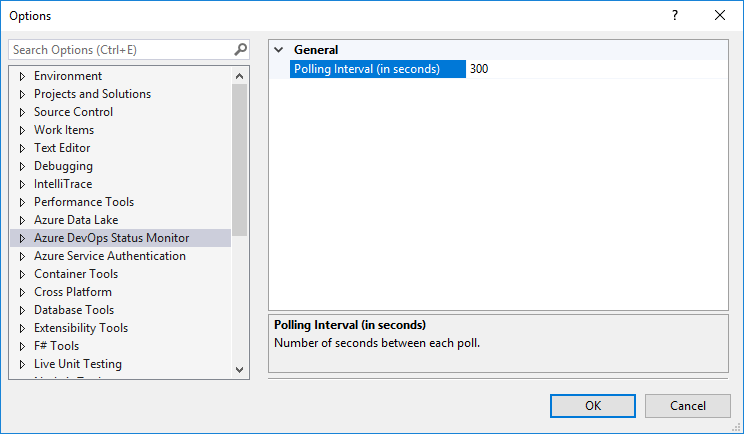 Options
Search Options (Ctrl+E)
Environment
Projects and Solutions
Source Control
Work Items
Text Editor
Debugging
IntelliTrace
Performance Tools
Azure Data Lake
Azure DevOps Status Monitor
Azure Service Authentication
Container Tools
Cross Platform
Database Tools
Extensibility Tools
F# Tools
Live Unit Testing
General
Polling Interval (in seconds) 300
Polling Interval (in seconds)
Number of seconds between each poll.
OK
Cancel